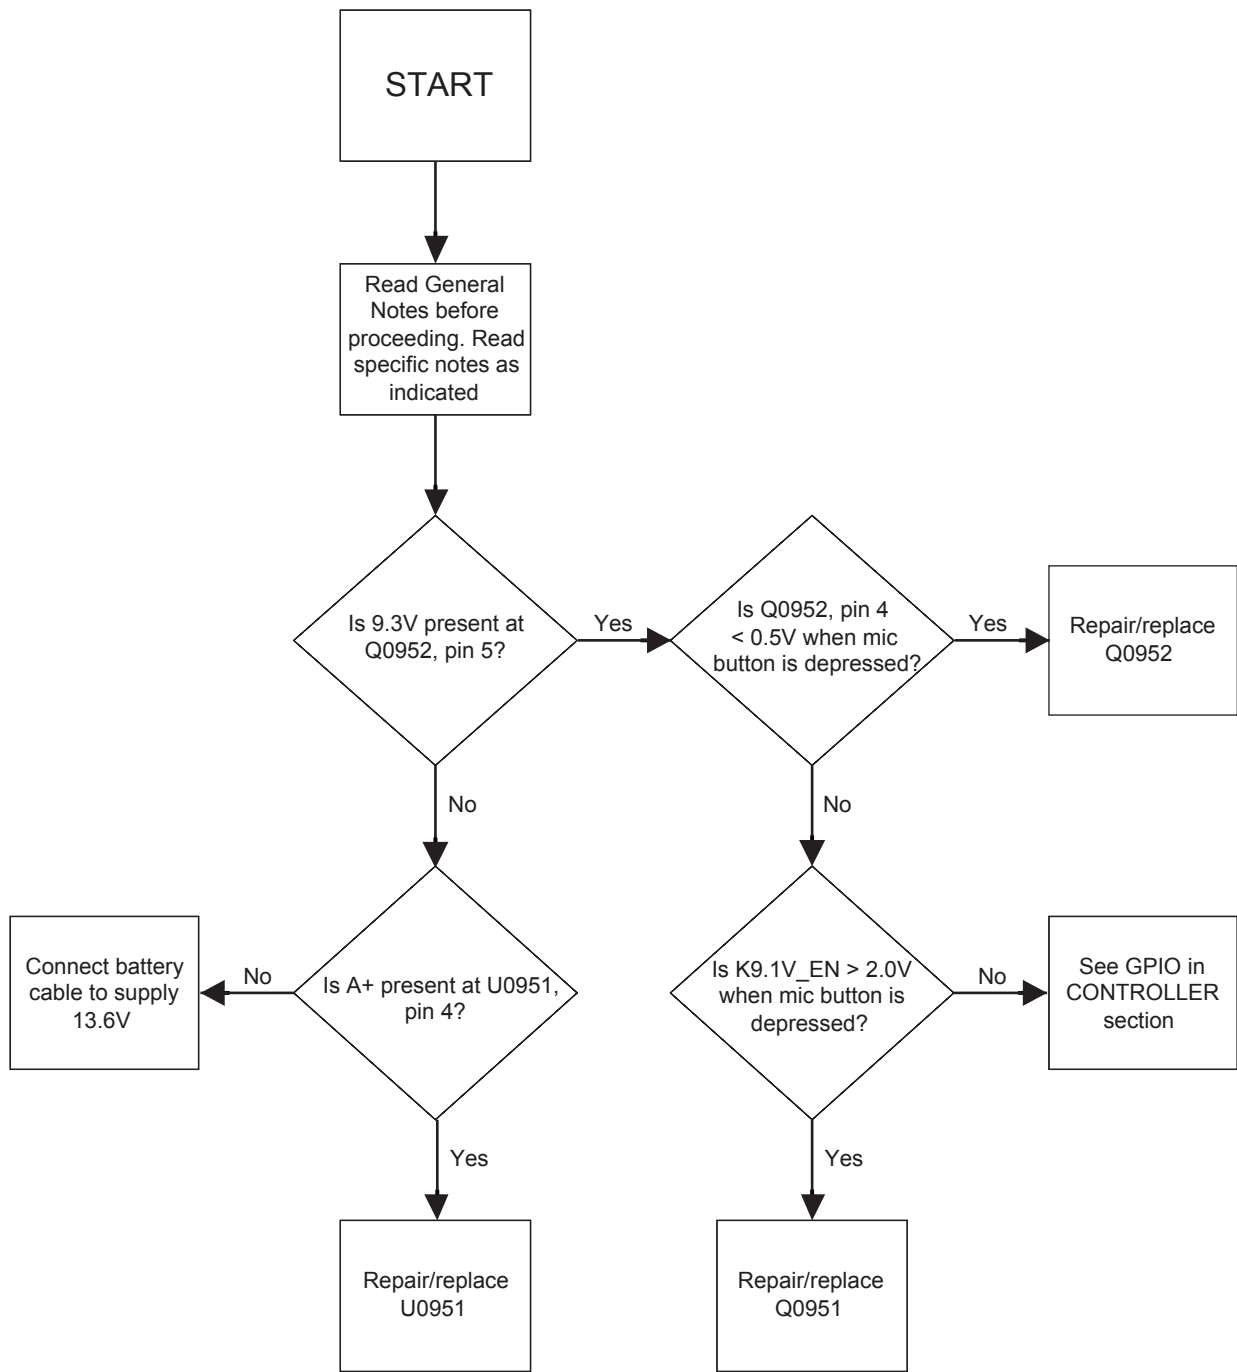 START
Read General
Notes before
proceeding. Read
specific notes as
indicated
Is 9.3V present at
Q0952, pin 5?
Yes
Is Q0952, pin 4
< 0.5V when mic
button is depressed?
Yes
Repair/replace
Q0952
No
No
Connect battery
cable to supply
13.6V
No
Is A+ present at U0951,
pin 4?
Is K9.1V_EN > 2.0V
when mic button is
depressed?
No
See GPIO in
CONTROLLER
section
Yes
Yes
Repair/replace
U0951
Repair/replace
Q0951